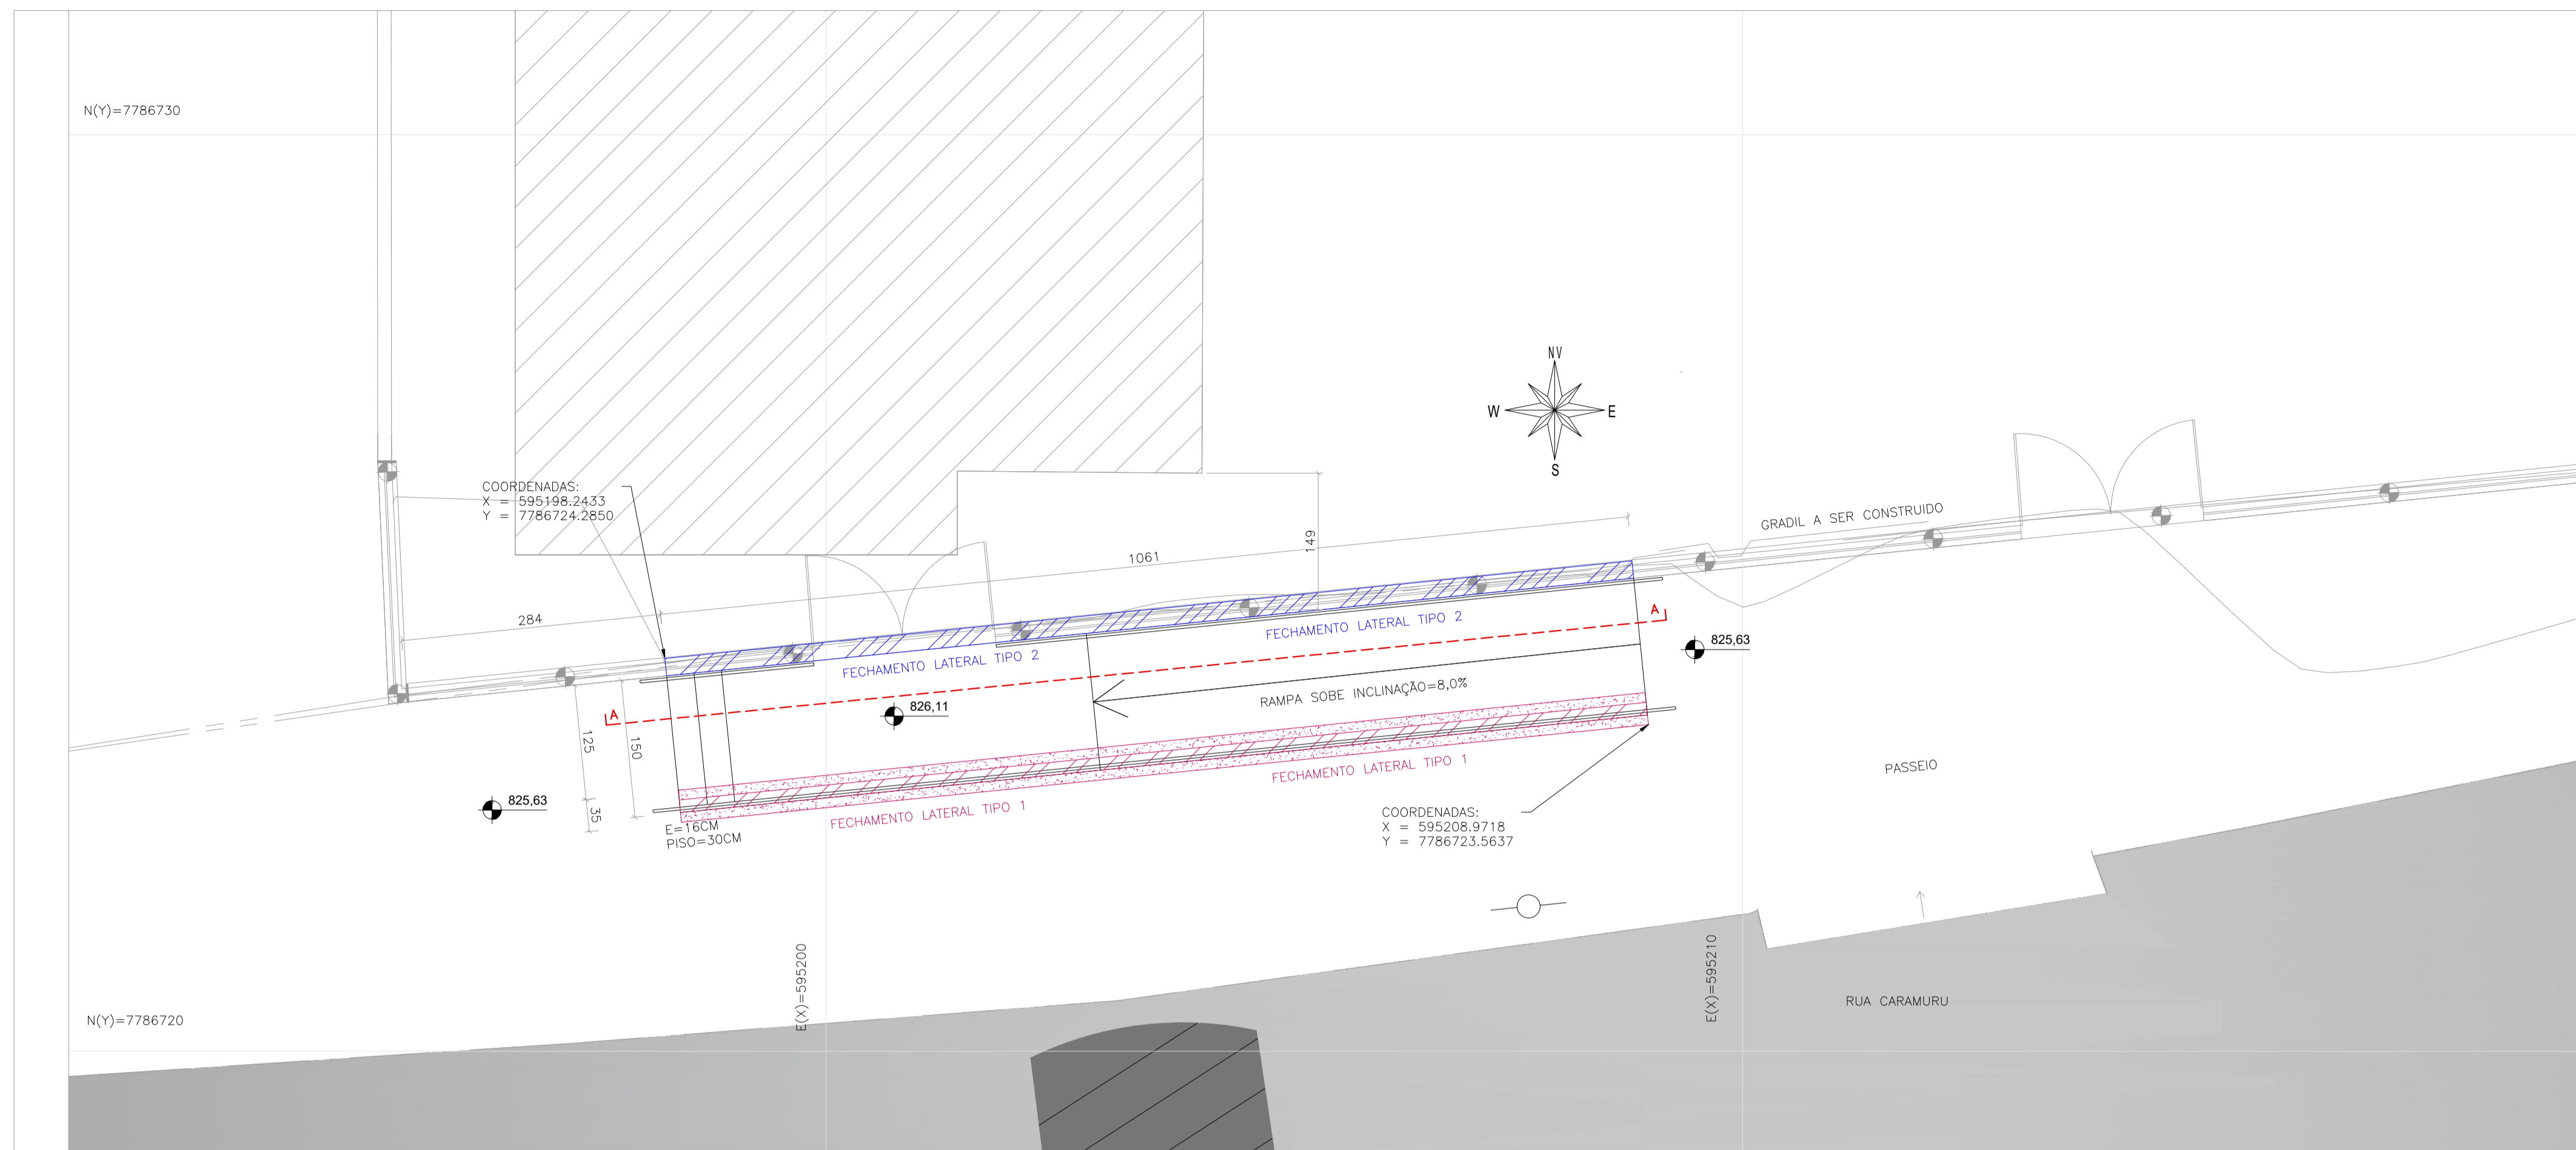 N(Y)=7786730
NV
W
E
S
COORDENADAS:
X = 595198.2433
Y = 7786724.2850
GRADIL A SER CONSTRUIDO
149
1061
284
A
FECHAMENTO LATERAL TIPO 2
825,63
FECHAMENTO LATERAL TIPO 2
RAMPA SOBE INCLINAÇÃO=8,0%
826,11
A
125
150
35
825,63
PASSEIO
FECHAMENTO LATERAL TIPO 1
FECHAMENTO LATERAL TIPO 1
E=16CM
PISO=30CM
COORDENADAS:
X = 595208.9718
Y = 7786723.5637
E(X)=595200
E(X)=595210
RUA CARAMURU
N(Y)=7786720